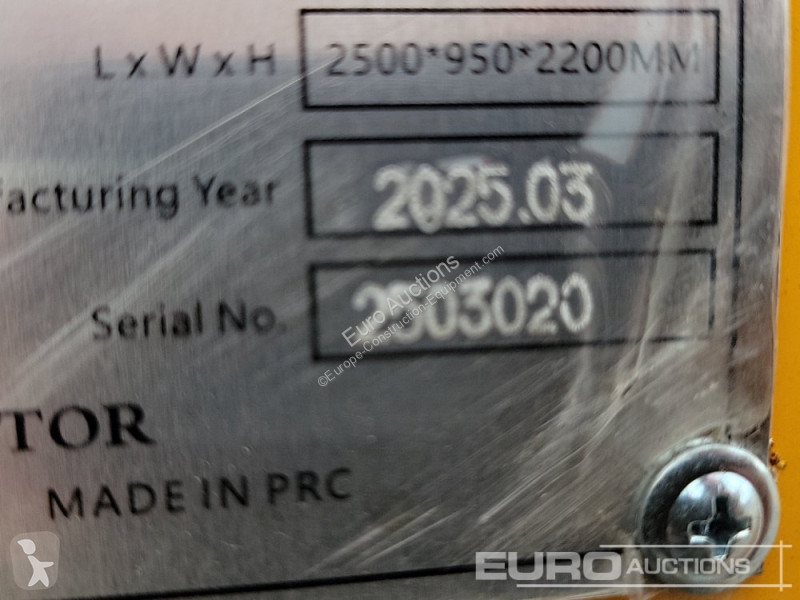 L x W x H 2500*950*2200MM
facturing Year 2025.03
Serial No. 2503020
TOR
MADE IN PRC
Euro Auctions
©Europe-Construction-Equipment.com
EURO AUCTIONS